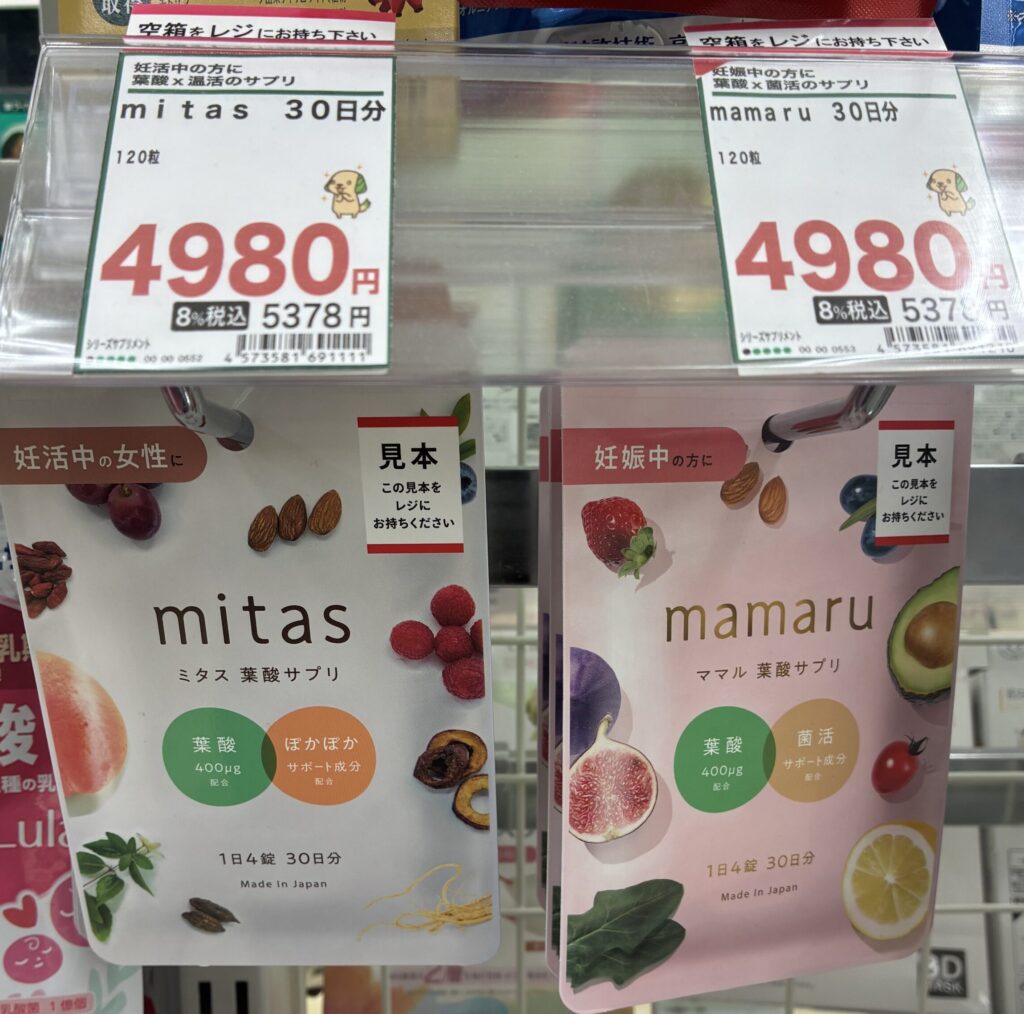 空箱をレジにお持ち下さい
妊活中の方に
葉酸x温活のサプリ
mitas 30日分
120粒
4980円
8%税込 5378円
シリーズサプリメント
00 00 0552
4 573581 691111
空箱をレジにお持ち下さい
妊娠中の方に
葉酸x菌活のサプリ
mamaru 30日分
120粒
4980円
8%税込 5378円
シリーズサプリメント
00 00 0553
妊活中の女性に
見本
この見本を
レジに
お持ちください
mitas
ミタス 葉酸サプリ
葉酸
400μg
配合
ぽかぽか
サポート成分
配合
1日4錠 30日分
Made In Japan
妊娠中の方に
見本
この見本を
レジに
お持ちください
mamaru
ママル 葉酸サプリ
葉酸
400μg
配合
菌活
サポート成分
配合
1日4錠 30日分
Made In Japan
種の乳
乳酸菌 1億個